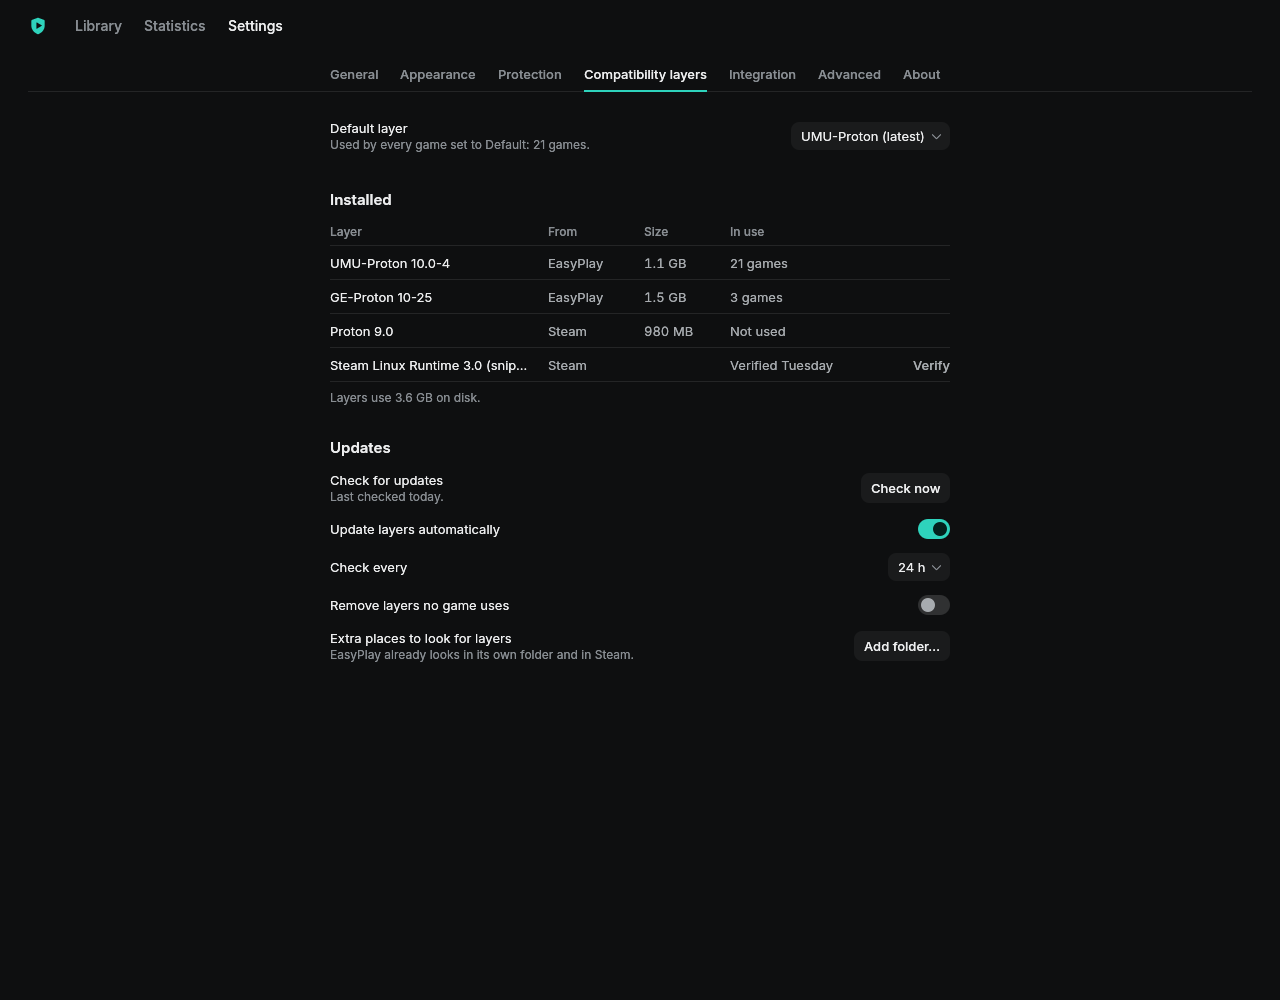 Library Statistics Settings
General Appearance Protection Compatibility layers Integration Advanced About
Default layer
Used by every game set to Default: 21 games.
UMU-Proton (latest)
Installed
Layer From Size In use
UMU-Proton 10.0-4 EasyPlay 1.1 GB 21 games
GE-Proton 10-25 EasyPlay 1.5 GB 3 games
Proton 9.0 Steam 980 MB Not used
Steam Linux Runtime 3.0 (snip... Steam Verified Tuesday Verify
Layers use 3.6 GB on disk.
Updates
Check for updates
Last checked today.
Check now
Update layers automatically
Check every 24 h
Remove layers no game uses
Extra places to look for layers
EasyPlay already looks in its own folder and in Steam.
Add folder...